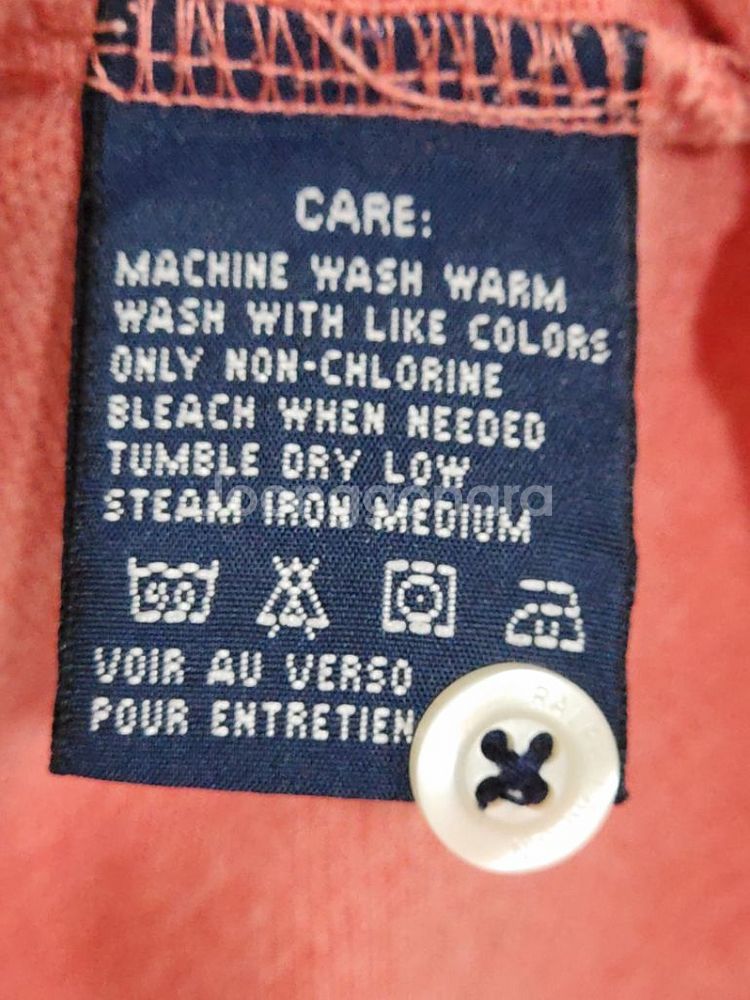 CARE:
MACHINE WASH WARM
WASH WITH LIKE COLORS
ONLY NON-CHLORINE
BLEACH WHEN NEEDED
TUMBLE DRY LOW
STEAM IRON MEDIUM
40
VOIR AU VERSO
POUR ENTRETIEN